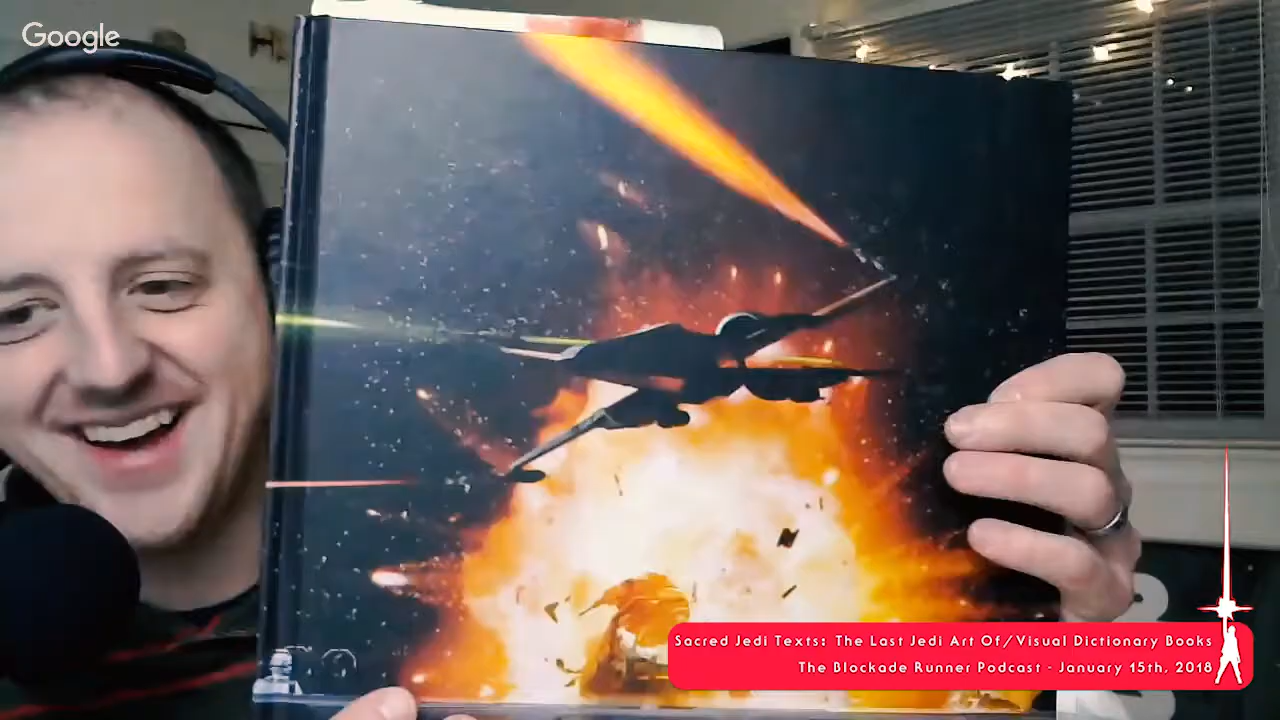 Google
Sacred Jedi Texts: The Last Jedi Art Of/Visual Dictionary Books
The Blockade Runner Podcast - January 15th, 2018